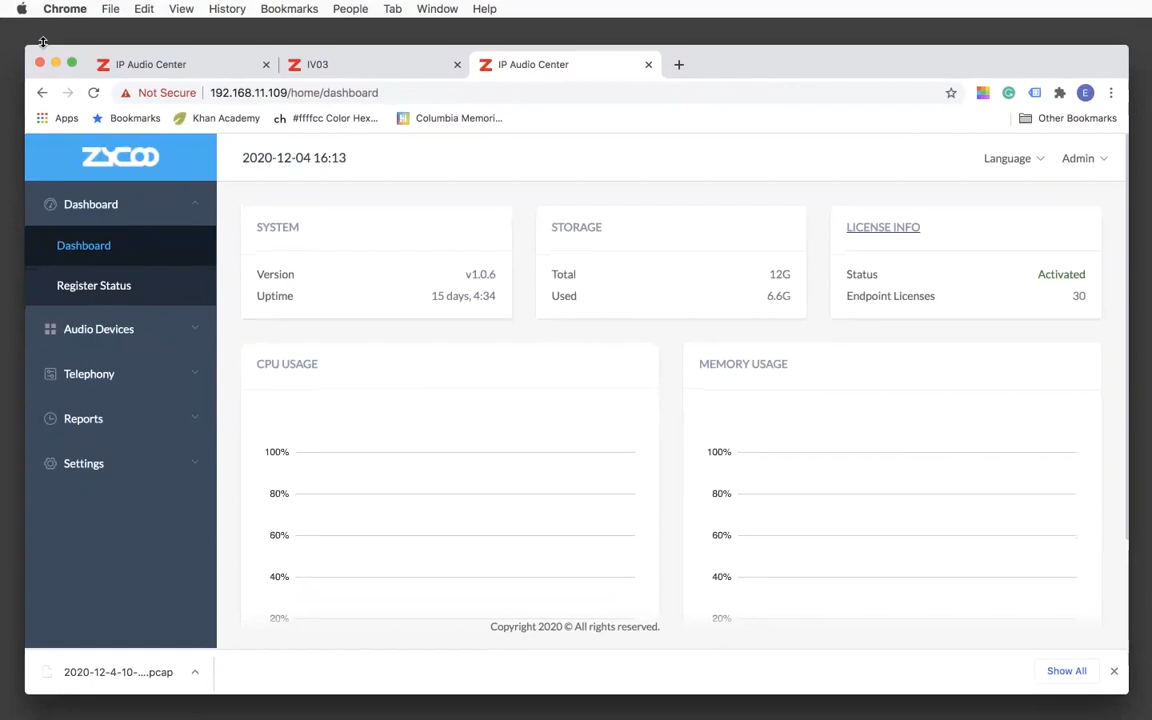 Chrome File Edit View History Bookmarks People Tab Window Help
IP Audio Center IV03 IP Audio Center
Not Secure 192.168.11.109/home/dashboard
Apps Bookmarks Khan Academy ch #ffffcc Color Hex... Columbia Memori... Other Bookmarks
ZYCOO 2020-12-04 16:13 Language Admin
Dashboard
Dashboard
Register Status
Audio Devices
Telephony
Reports
Settings
SYSTEM
Version v1.0.6
Uptime 15 days, 4:34
STORAGE
Total 12G
Used 6.6G
LICENSE INFO
Status Activated
Endpoint Licenses 30
CPU USAGE
100%
80%
60%
40%
20%
MEMORY USAGE
100%
80%
60%
40%
20%
Copyright 2020 © All rights reserved.
2020-12-4-10-....pcap Show All